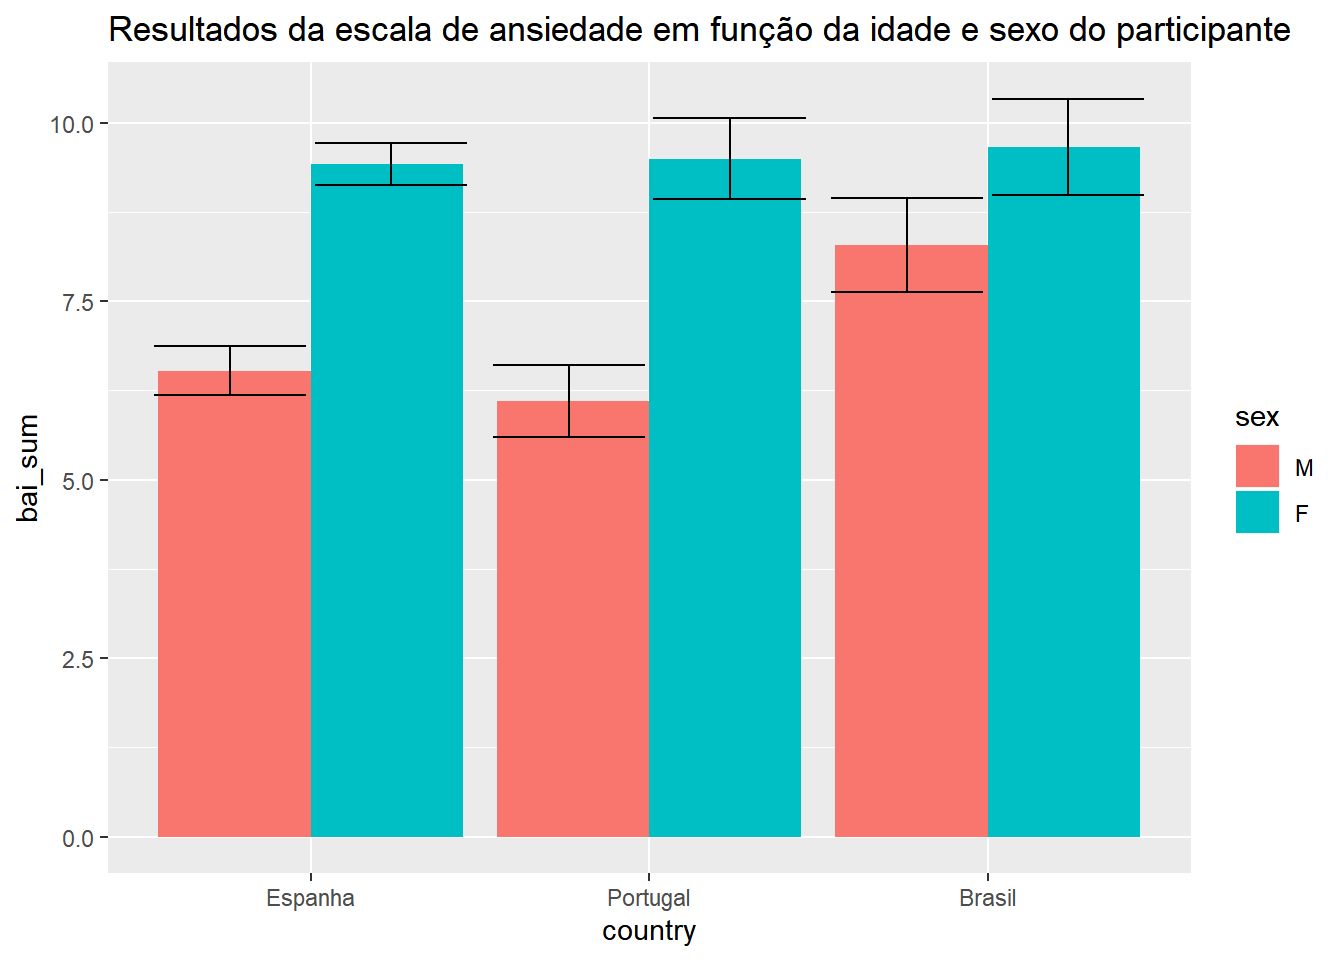 Resultados da escala de ansiedade em função da idade e sexo do participante
10.0
7.5
5.0
2.5
0.0
bai_sum
Espanha Portugal Brasil
country
sex
M
F